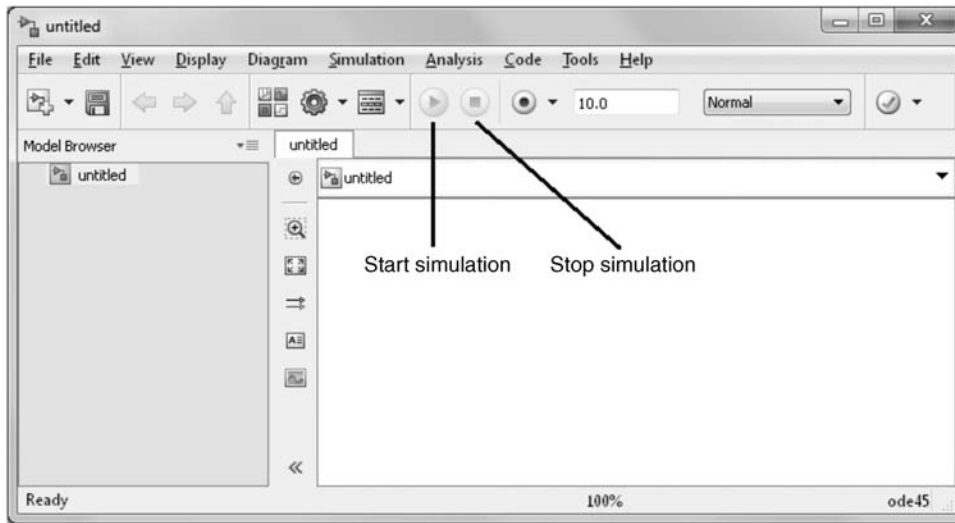 untitled
File Edit View Display Diagram Simulation Analysis Code Tools Help
10.0 Normal
Model Browser untitled
untitled untitled
Start simulation Stop simulation
Ready 100% ode45